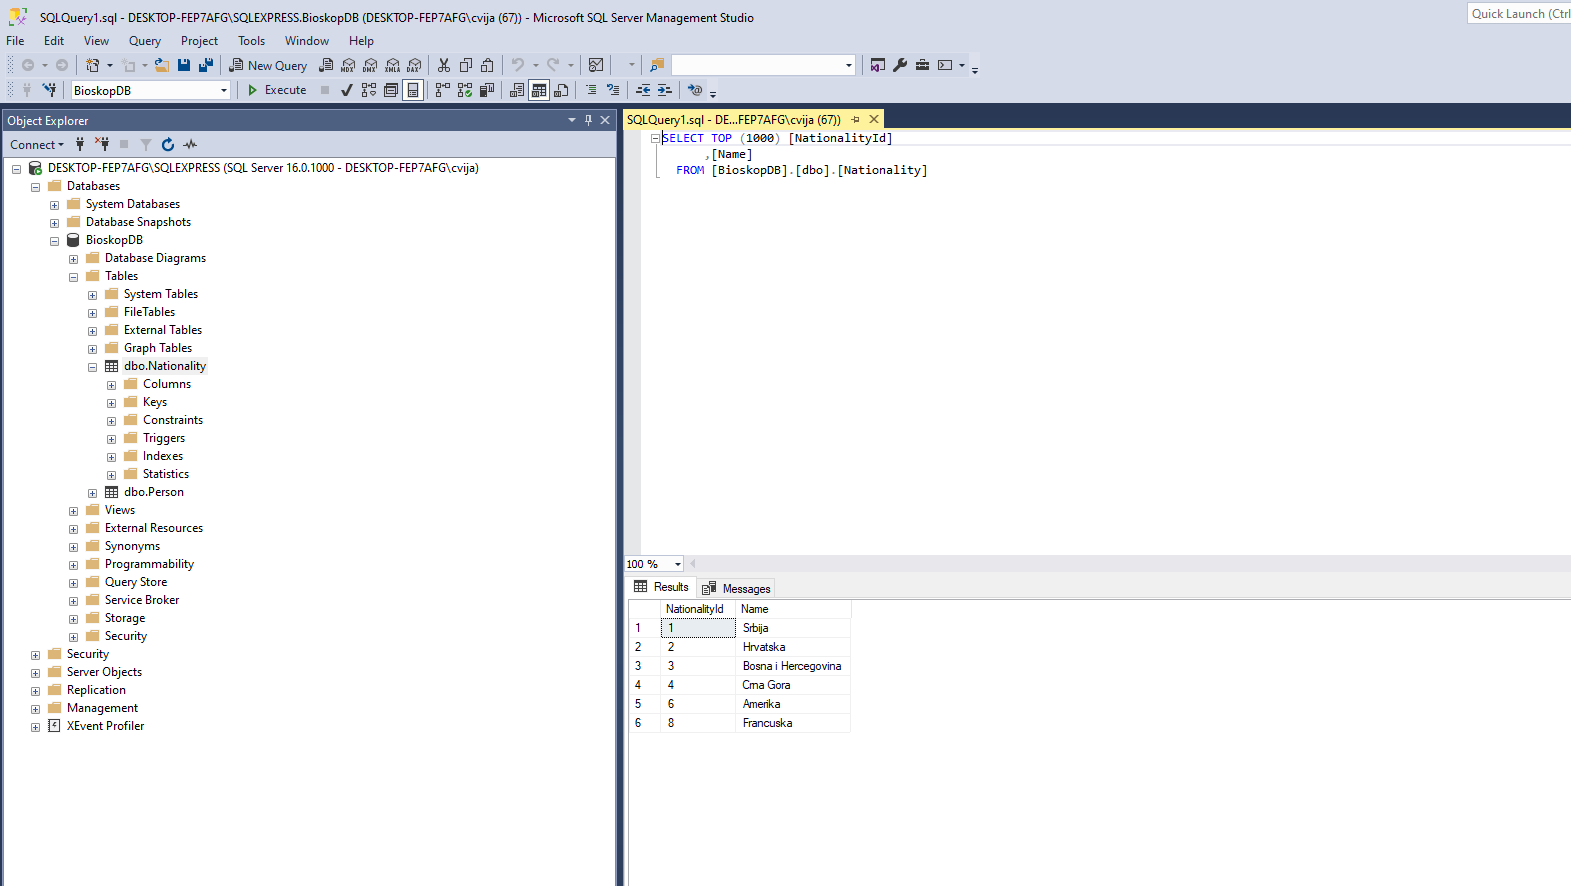 SQLQuery1.sql - DESKTOP-FEP7AFG\SQLEXPRESS.BioskopDB (DESKTOP-FEP7AFG\cvija (67)) - Microsoft SQL Server Management Studio
Quick Launch (Ctrl
File Edit View Query Project Tools Window Help
New Query MDX DMX XMLA DAX
BioskopDB Execute
Object Explorer
Connect
DESKTOP-FEP7AFG\SQLEXPRESS (SQL Server 16.0.1000 - DESKTOP-FEP7AFG\cvija)
Databases
System Databases
Database Snapshots
BioskopDB
Database Diagrams
Tables
System Tables
FileTables
External Tables
Graph Tables
dbo.Nationality
Columns
Keys
Constraints
Triggers
Indexes
Statistics
dbo.Person
Views
External Resources
Synonyms
Programmability
Query Store
Service Broker
Storage
Security
Security
Server Objects
Replication
Management
XEvent Profiler
SQLQuery1.sql - DE...FEP7AFG\cvija (67))
SELECT TOP (1000) [NationalityId]
,[Name]
FROM [BioskopDB].[dbo].[Nationality]
100 %
Results Messages
NationalityId Name
1 1 Srbija
2 2 Hrvatska
3 3 Bosna i Hercegovina
4 4 Crna Gora
5 6 Amerika
6 8 Francuska